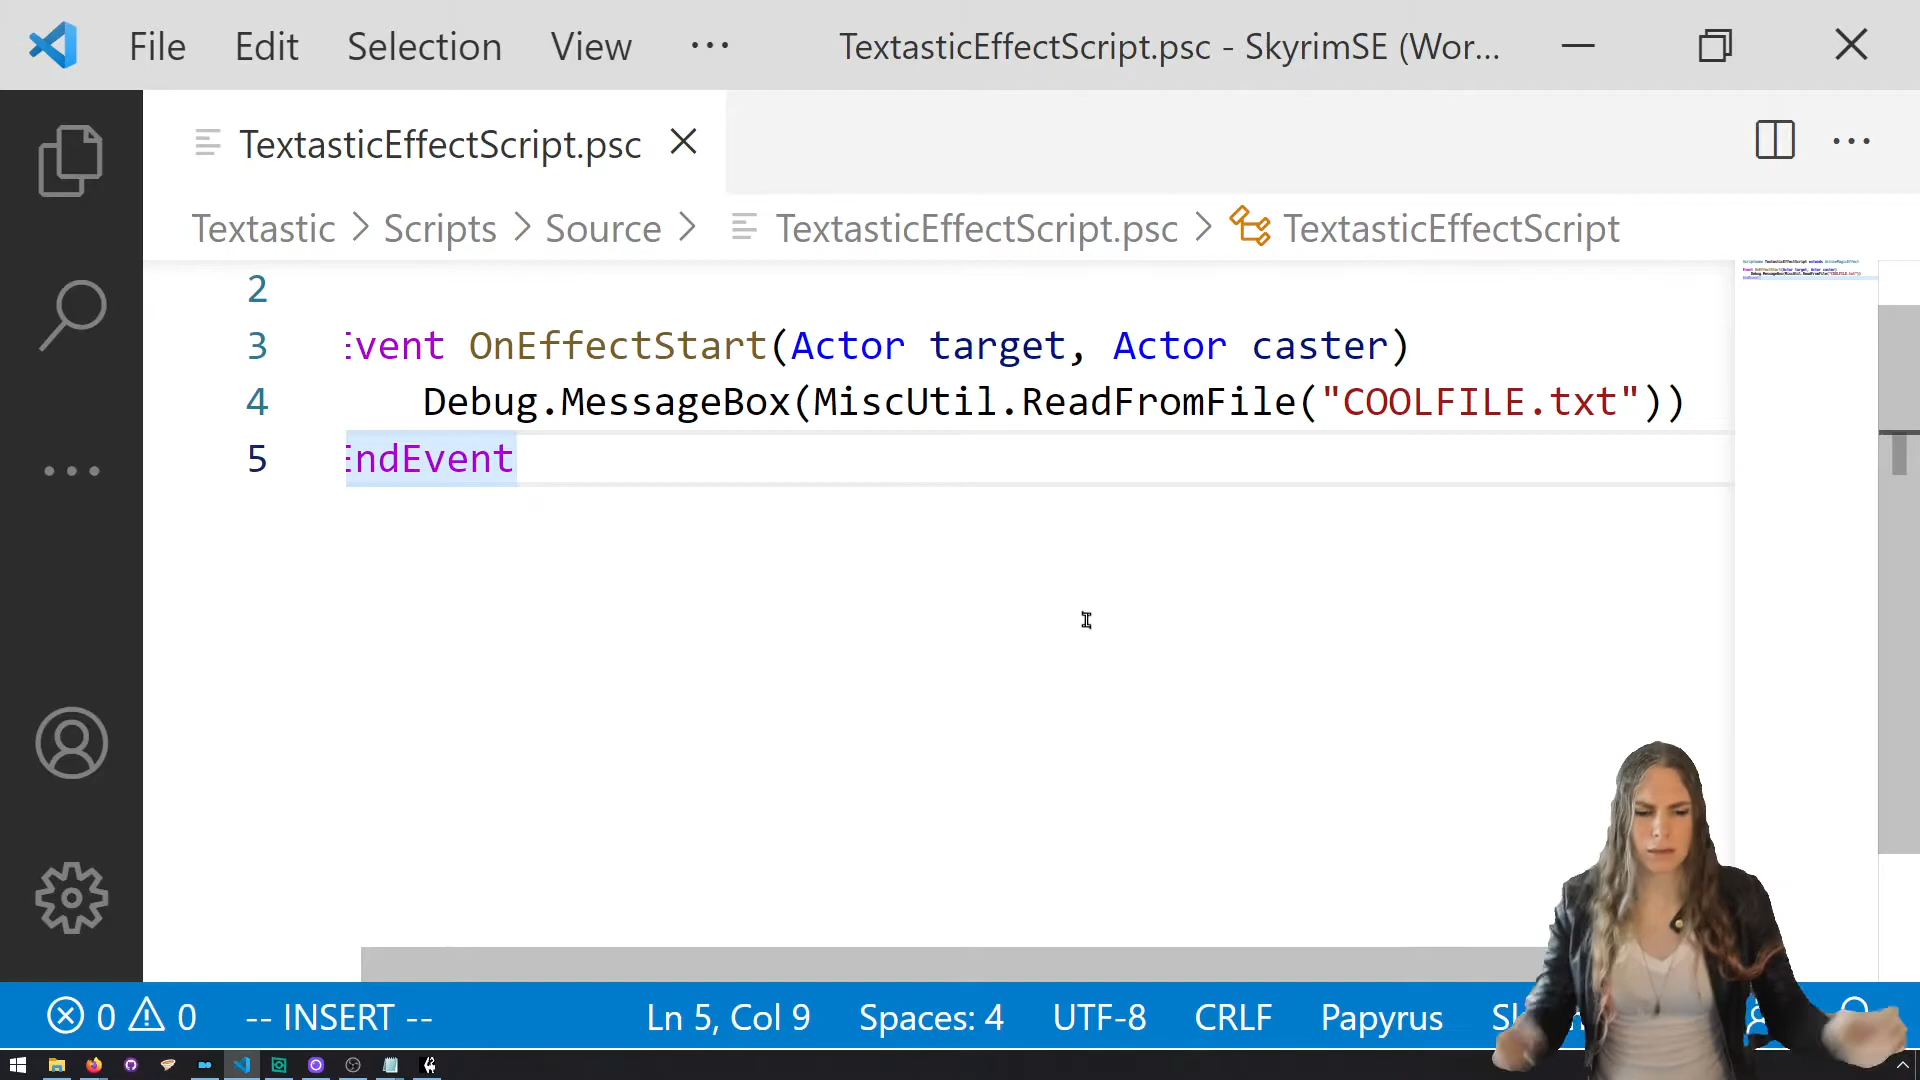 File Edit Selection View ··· TextasticEffectScript.psc - SkyrimSE (Wor...
TextasticEffectScript.psc
Textastic > Scripts > Source > TextasticEffectScript.psc > TextasticEffectScript
2
3 Event OnEffectStart(Actor target, Actor caster)
4 Debug.MessageBox(MiscUtil.ReadFromFile("COOLFILE.txt"))
5 EndEvent
0 0 -- INSERT -- Ln 5, Col 9 Spaces: 4 UTF-8 CRLF Papyrus